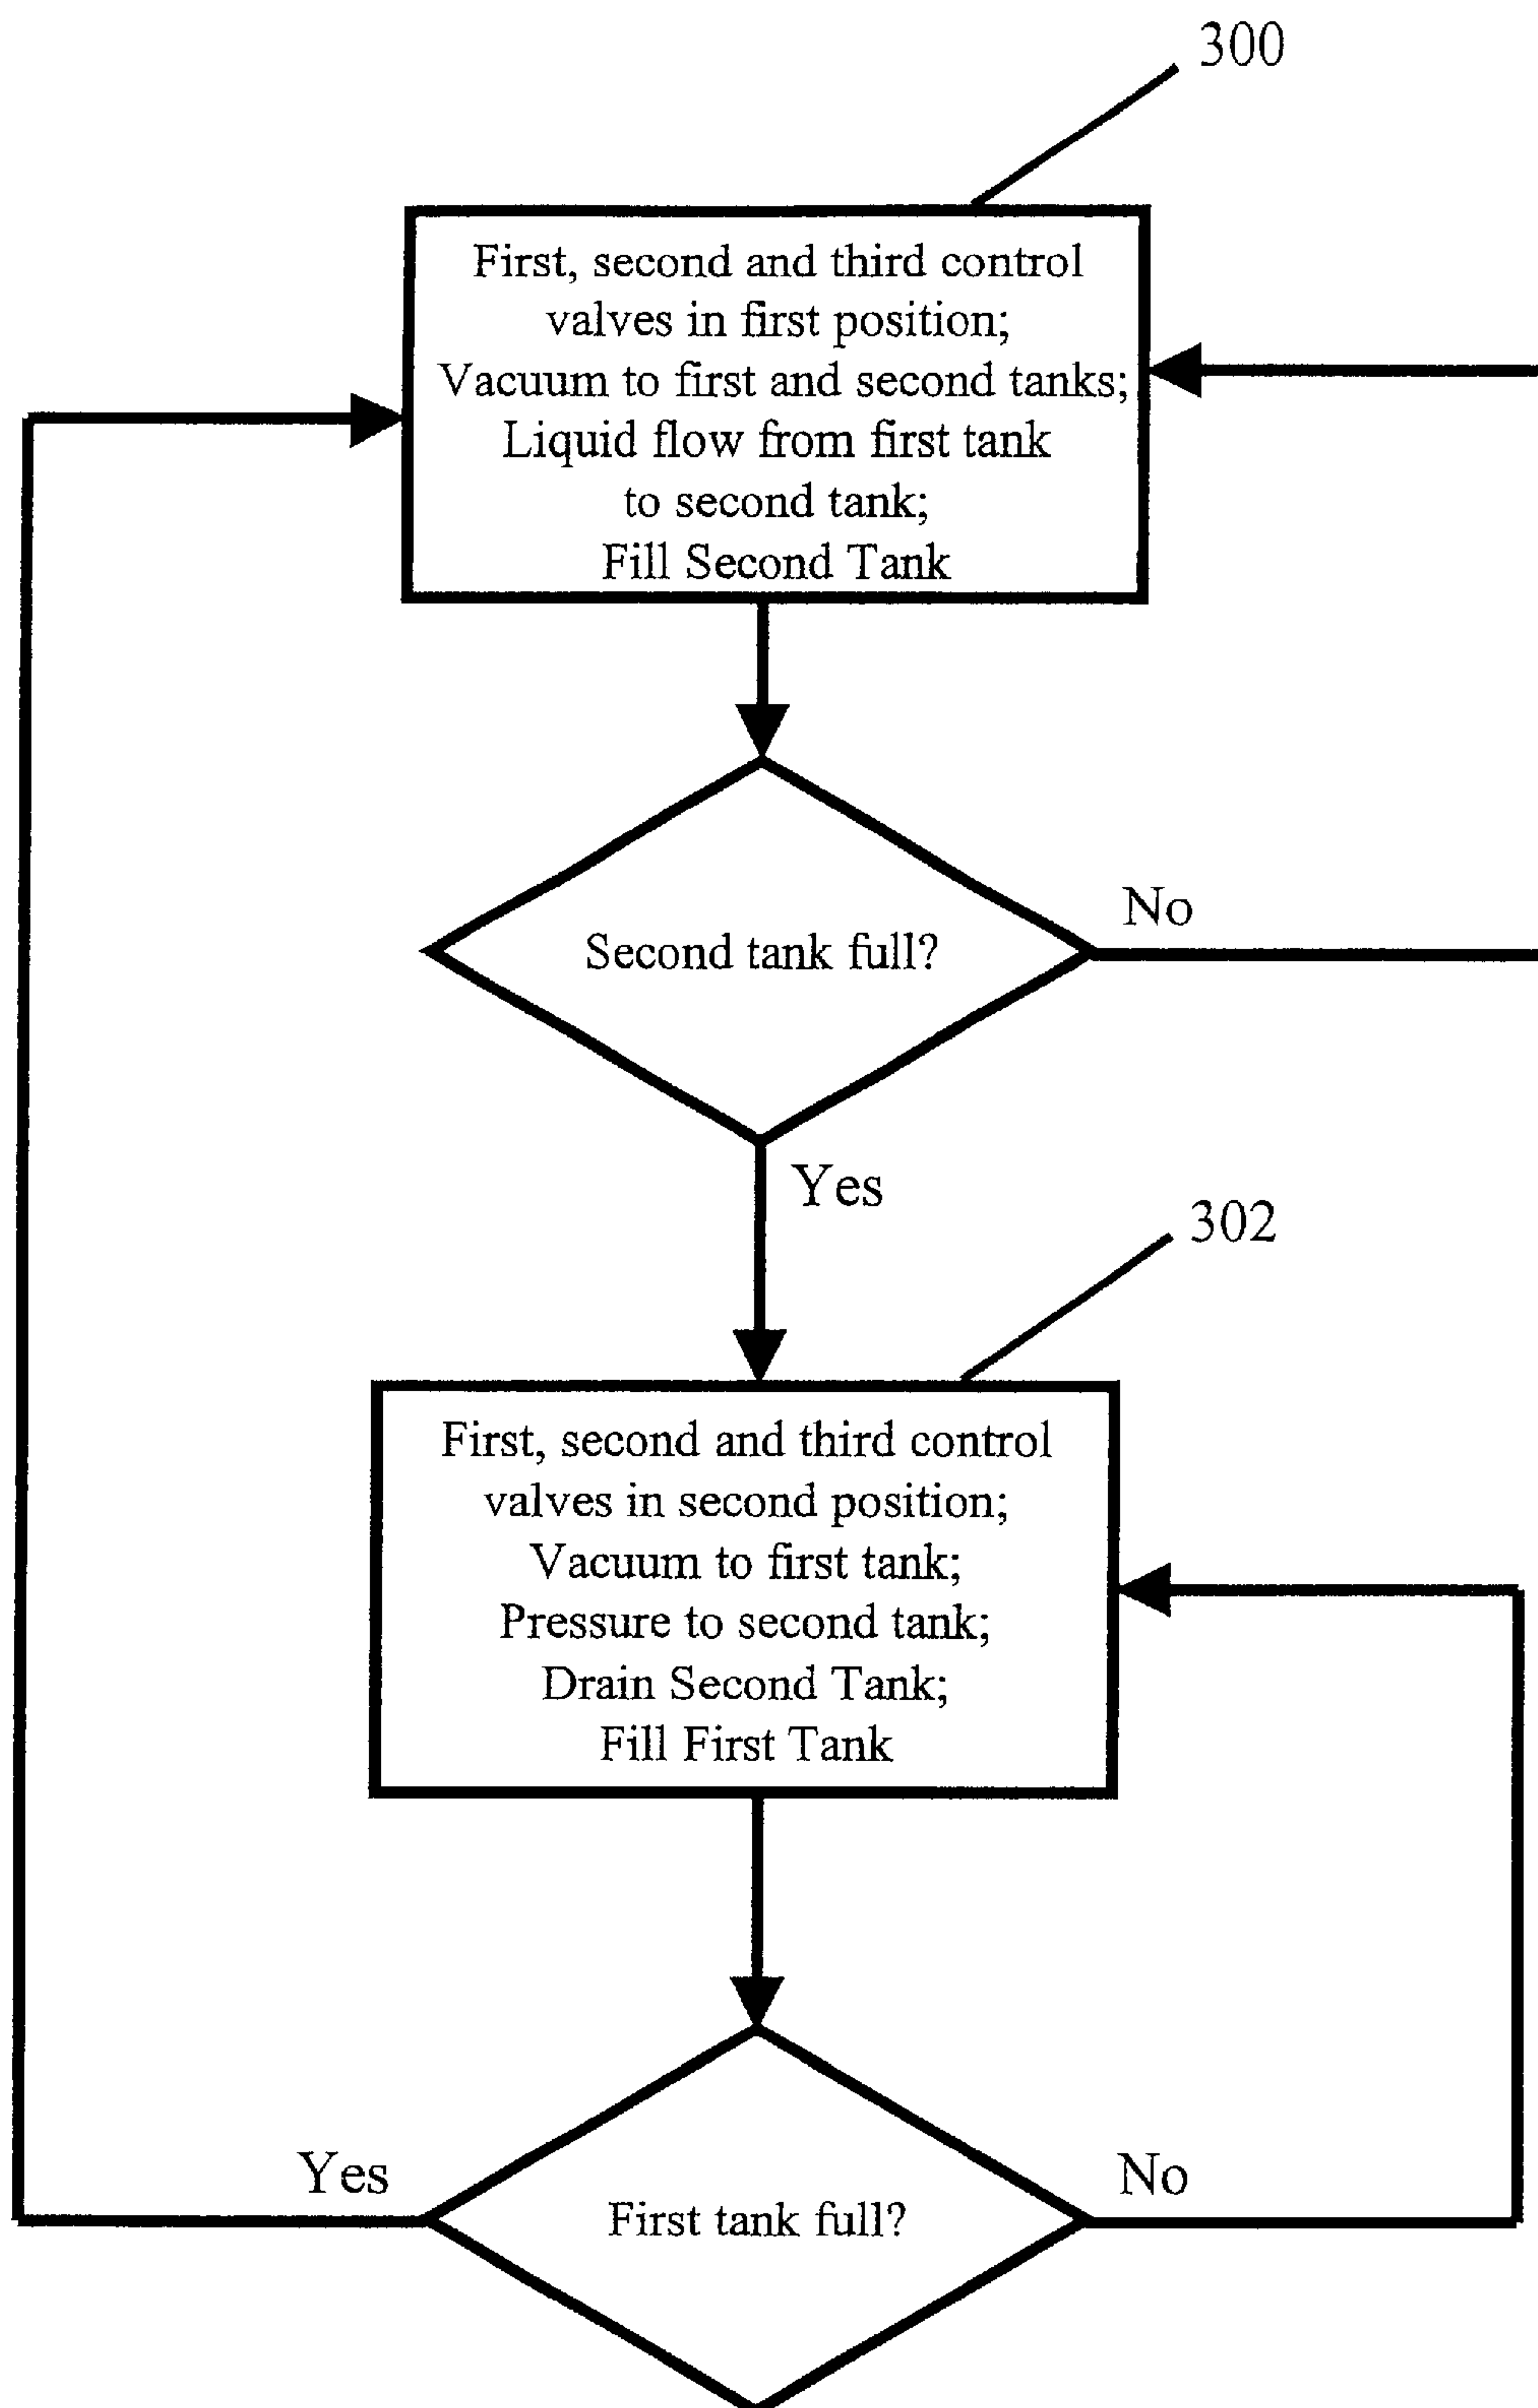 300
First, second and third control
valves in first position;
Vacuum to first and second tanks;
Liquid flow from first tank
to second tank;
Fill Second Tank
No
Second tank full?
Yes
302
First, second and third control
valves in second position;
Vacuum to first tank;
Pressure to second tank;
Drain Second Tank;
Fill First Tank
Yes
No
First tank full?